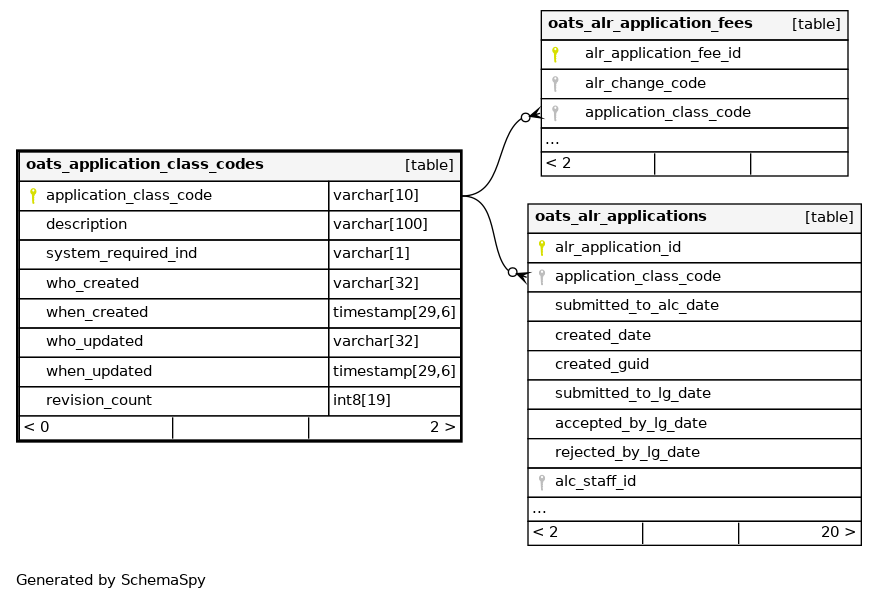 oats_alr_application_fees [table]
alr_application_fee_id
alr_change_code
application_class_code
...
< 2
oats_application_class_codes [table]
application_class_code varchar[10]
description varchar[100]
system_required_ind varchar[1]
who_created varchar[32]
when_created timestamp[29,6]
who_updated varchar[32]
when_updated timestamp[29,6]
revision_count int8[19]
< 0 2 >
oats_alr_applications [table]
alr_application_id
application_class_code
submitted_to_alc_date
created_date
created_guid
submitted_to_lg_date
accepted_by_lg_date
rejected_by_lg_date
alc_staff_id
...
< 2 20 >
Generated by SchemaSpy